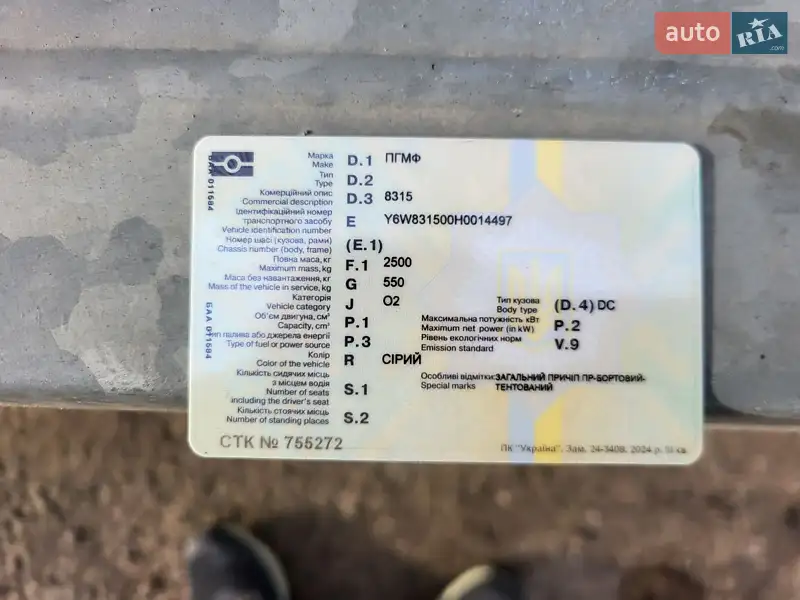 auto RIA .com
БАА 011684
Марка
Make D.1 ПГМФ
Тип
Type D.2
Комерційний опис
Commercial description D.3 8315
Ідентифікаційний номер
транспортного засобу
Vehicle identification number E Y6W831500H0014497
Номер шасі (кузова, рами)
Chassis number (body, frame) (E.1)
Повна маса, кг
Maximum mass, kg F.1 2500
Маса без навантаження, кг
Mass of the vehicle in service, kg G 550
Категорія
Vehicle category J O2
Тип кузова
Body type (D.4) DC
Об'єм двигуна, см³
Capacity, cm³ P.1
Максимальна потужність кВт
Maximum net power (in kW) P.2
Тип палива або джерела енергії
Type of fuel or power source P.3
Рівень екологічних норм
Emission standard V.9
Колір
Color of the vehicle R СІРИЙ
Кількість сидячих місць
з місцем водія
Number of seats
including the driver's seat S.1
Особливі відмітки: ЗАГАЛЬНИЙ ПРИЧІП ПР-БОРТОВИЙ-
Special marks ТЕНТОВАНИЙ
Кількість стоячих місць
Number of standing places S.2
БАА 011684
СТК № 755272
ПК "Україна". Зам. 24-3408. 2024 р. IІ кв.